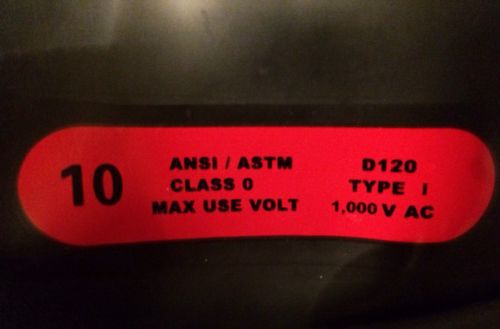 10
ANSI / ASTM D120
CLASS 0 TYPE i
MAX USE VOLT 1,000 V AC